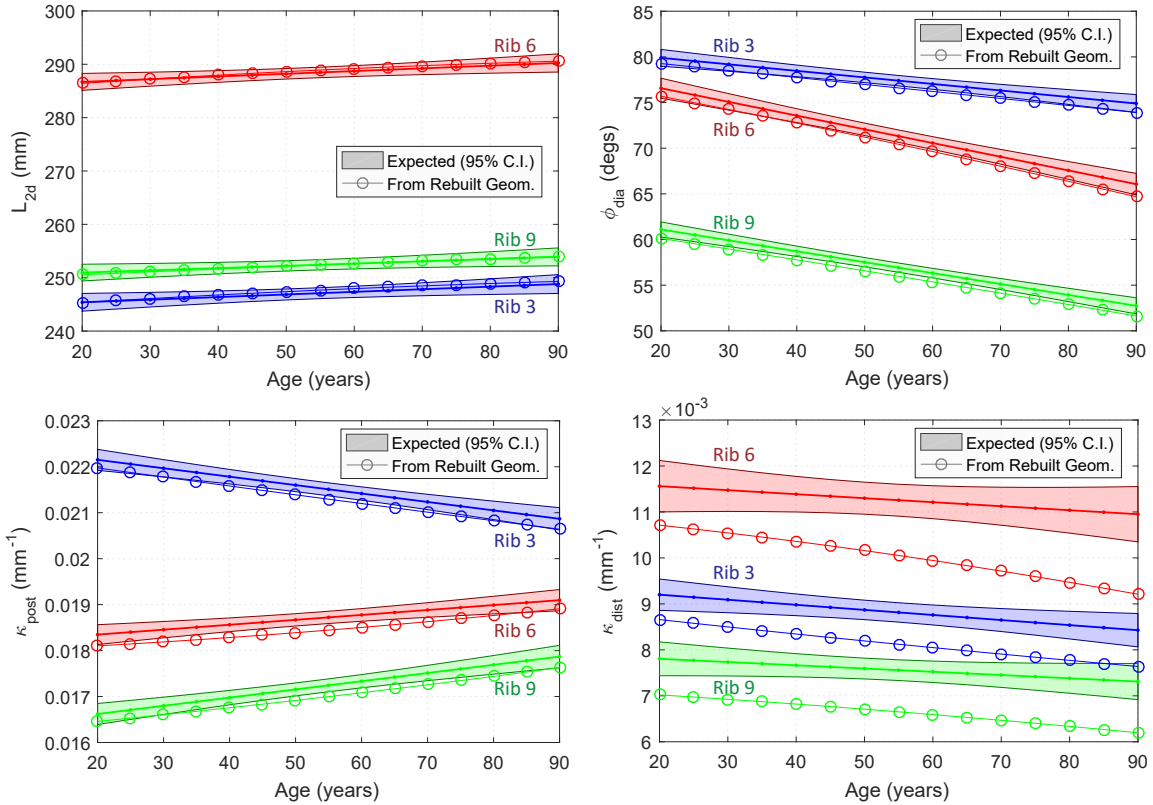 300
290
280
270
260
250
240
20 30 40 50 60 70 80 90
Age (years)
L2d (mm)
Rib 6
Expected (95% C.I.)
From Rebuilt Geom.
Rib 9
Rib 3
85
80
75
70
65
60
55
50
20 30 40 50 60 70 80 90
Age (years)
ϕdia (degs)
Expected (95% C.I.)
From Rebuilt Geom.
Rib 3
Rib 6
Rib 9
0.023
0.022
0.021
0.02
0.019
0.018
0.017
0.016
20 30 40 50 60 70 80 90
Age (years)
κppost (mm-1)
Expected (95% C.I.)
From Rebuilt Geom.
Rib 3
Rib 6
Rib 9
× 10-3
13
12
11
10
9
8
7
6
20 30 40 50 60 70 80 90
Age (years)
κdist (mm-1)
Expected (95% C.I.)
From Rebuilt Geom.
Rib 6
Rib 3
Rib 9